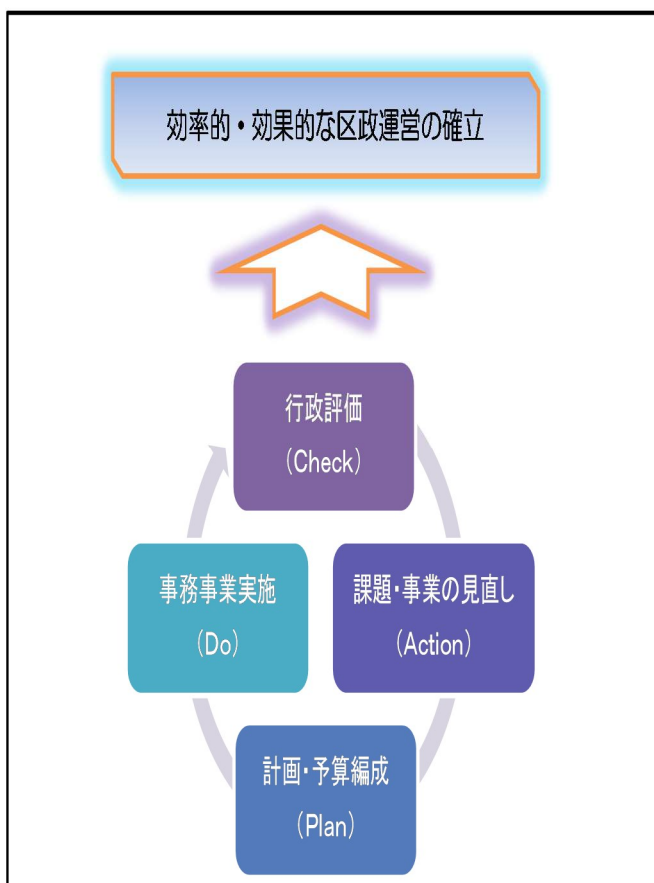 効率的・効果的な区政運営の確立
行政評価
（Check）
事務事業実施
（Do）
課題・事業の見直し
（Action）
計画・予算編成
（Plan）